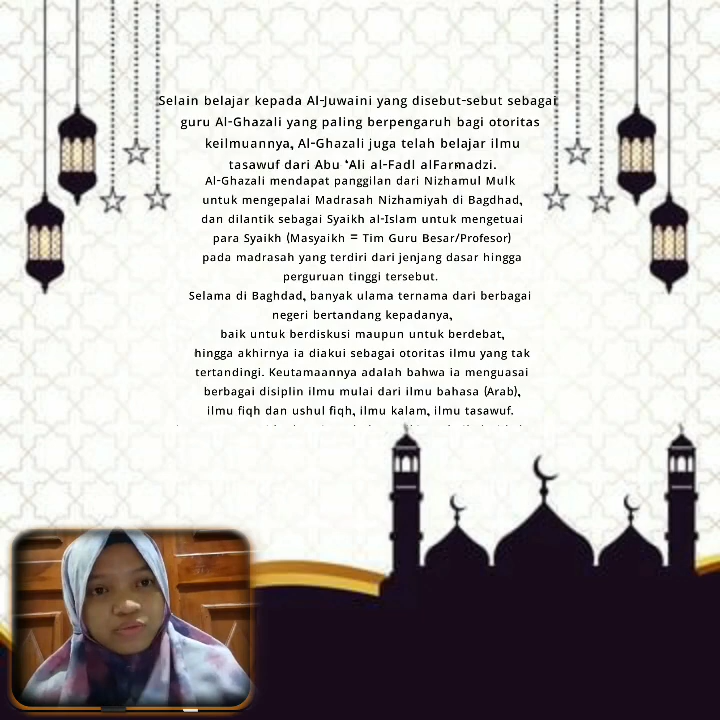 Selain belajar kepada Al-Juwaini yang disebut-sebut sebagai
guru Al-Ghazali yang paling berpengaruh bagi otoritas
keilmuannya, Al-Ghazali juga telah belajar ilmu
tasawuf dari Abu ‘Ali al-Fadl alFarmadzi.
Al-Ghazali mendapat panggilan dari Nizhamul Mulk
untuk mengepalai Madrasah Nizhamiyah di Bagdhad,
dan dilantik sebagai Syaikh al-Islam untuk mengetuai
para Syaikh (Masyaikh = Tim Guru Besar/Profesor)
pada madrasah yang terdiri dari jenjang dasar hingga
perguruan tinggi tersebut.
Selama di Baghdad, banyak ulama ternama dari berbagai
negeri bertandang kepadanya,
baik untuk berdiskusi maupun untuk berdebat,
hingga akhirnya ia diakui sebagai otoritas ilmu yang tak
tertandingi. Keutamaannya adalah bahwa ia menguasai
berbagai disiplin ilmu mulai dari ilmu bahasa (Arab),
ilmu fiqh dan ushul fiqh, ilmu kalam, ilmu tasawuf.